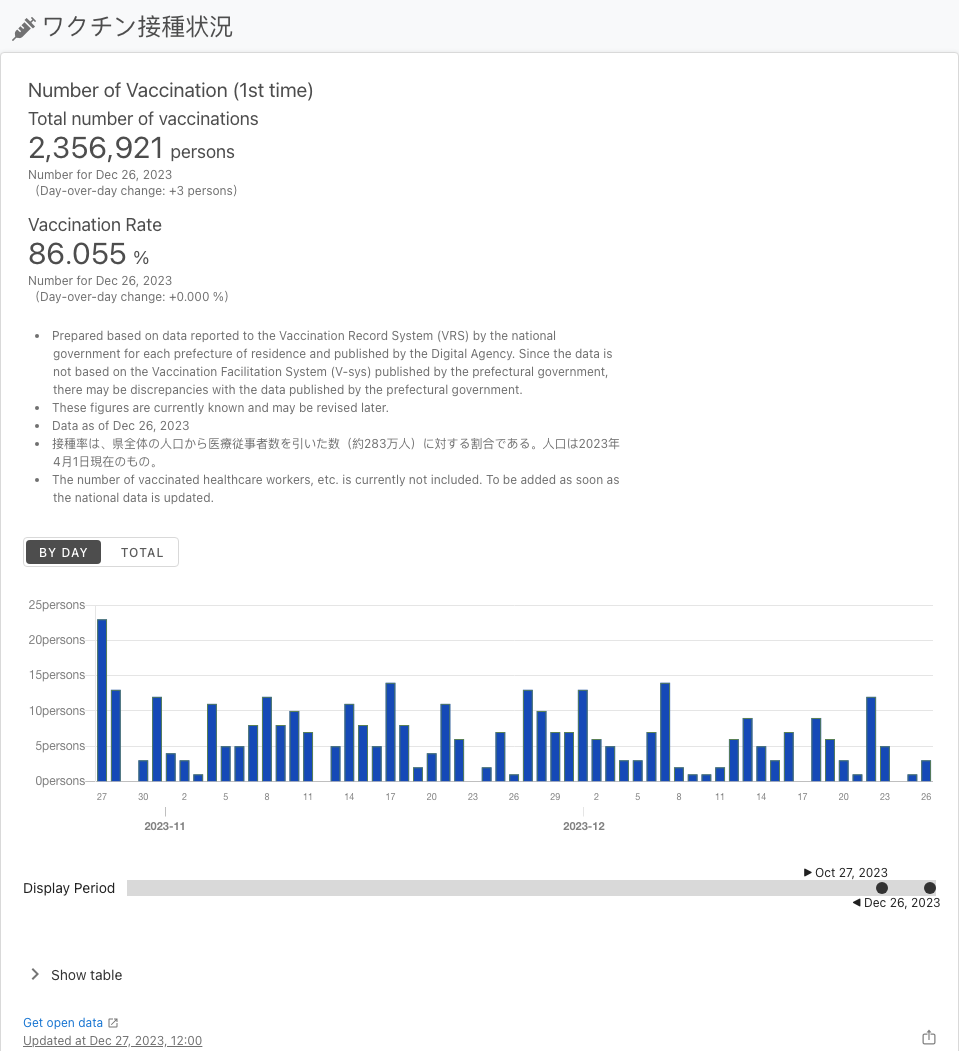 ワクチン接種状況
Number of Vaccination (1st time)
Total number of vaccinations
2,356,921 persons
Number for Dec 26, 2023
（Day-over-day change: +3 persons）
Vaccination Rate
86.055 %
Number for Dec 26, 2023
（Day-over-day change: +0.000 %）
• Prepared based on data reported to the Vaccination Record System (VRS) by the national
government for each prefecture of residence and published by the Digital Agency. Since the data is
not based on the Vaccination Facilitation System (V-sys) published by the prefectural government,
there may be discrepancies with the data published by the prefectural government.
• These figures are currently known and may be revised later.
• Data as of Dec 26, 2023
• 接種率は、県全体の人口から医療従事者数を引いた数（約283万人）に対する割合である。人口は2023年
4月1日現在のもの。
• The number of vaccinated healthcare workers, etc. is currently not included. To be added as soon as
the national data is updated.
BY DAY TOTAL
25persons
20persons
15persons
10persons
5persons
0persons
27 30 2 5 8 11 14 17 20 23 26 29 2 5 8 11 14 17 20 23 26
2023-11 2023-12
Oct 27, 2023
Display Period
Dec 26, 2023
Show table
Get open data
Updated at Dec 27, 2023, 12:00